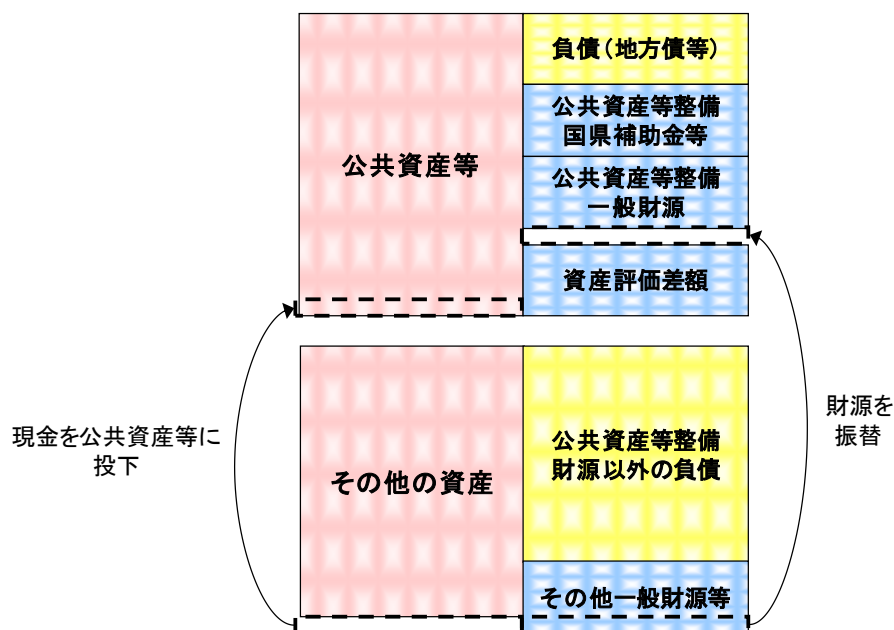 負債（地方債等）
公共資産等整備
国県補助金等
公共資産等
公共資産等整備
一般財源
資産評価差額
現金を公共資産等に
投下
その他の資産
公共資産等整備
財源以外の負債
その他一般財源等
財源を
振替